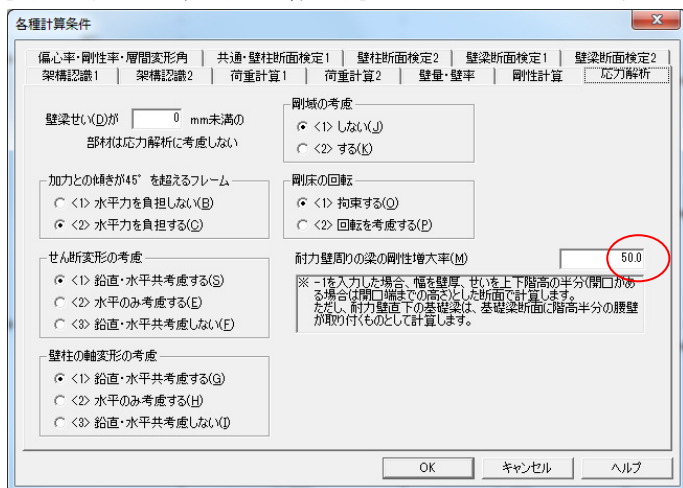 各種計算条件
偏心率・剛性率・層間変形角 共通・壁柱断面検定1 壁柱断面検定2 壁梁断面検定1 壁梁断面検定2
架構認識1 架構認識2 荷重計算1 荷重計算2 壁量・壁率 剛性計算 応力解析
壁梁せい(D)が 0 mm未満の
部材は応力解析に考慮しない
加力との傾きが45°を超えるフレーム
<1> 水平力を負担しない(B)
<2> 水平力を負担する(C)
せん断変形の考慮
<1> 鉛直・水平共考慮する(S)
<2> 水平のみ考慮する(E)
<3> 鉛直・水平共考慮しない(F)
壁柱の軸変形の考慮
<1> 鉛直・水平共考慮する(G)
<2> 水平のみ考慮する(H)
<3> 鉛直・水平共考慮しない(I)
剛域の考慮
<1> しない(J)
<2> する(K)
剛床の回転
<1> 拘束する(O)
<2> 回転を考慮する(P)
耐力壁周りの梁の剛性増大率(M) 50.0
※ -1を入力した場合、幅を壁厚、せいを上下階高の半分(開口があ
る場合は開口端までの高さ)とした断面で計算します。
ただし、耐力壁直下の基礎梁は、基礎梁断面に階高半分の腰壁
が取り付くものとして計算します。
OK キャンセル ヘルプ